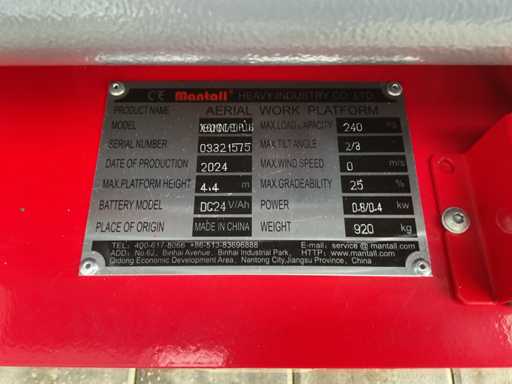 CE Mantall® HEAVY INDUSTRY CO.,LTD.
PRODUCT NAME AERIAL WORK PLATFORM
MODEL MAX.LOAD CAPACITY 240 kg
SERIAL NUMBER 03321575 MAX.TILT ANGLE 2/3
DATE OF PRODUCTION 2024 MAX.WIND SPEED 0 m/s
MAX.PLATFORM HEIGHT 4.4 m MAX.GRADEABILITY 25 %
BATTERY MODEL DC24 V/Ah POWER 0.8/0.4 kw
PLACE OF ORIGIN MADE IN CHINA WEIGHT 920 kg
TEL: 400-617-8066 +86-513-83696888 E-mail: service @ mantall.com
ADD: No.62, Binhai Avenue, Binhai Industrial Park, HTTP: www.mantall.com
Qidong Economic Development Area, Nantong City,Jiangsu Province, China